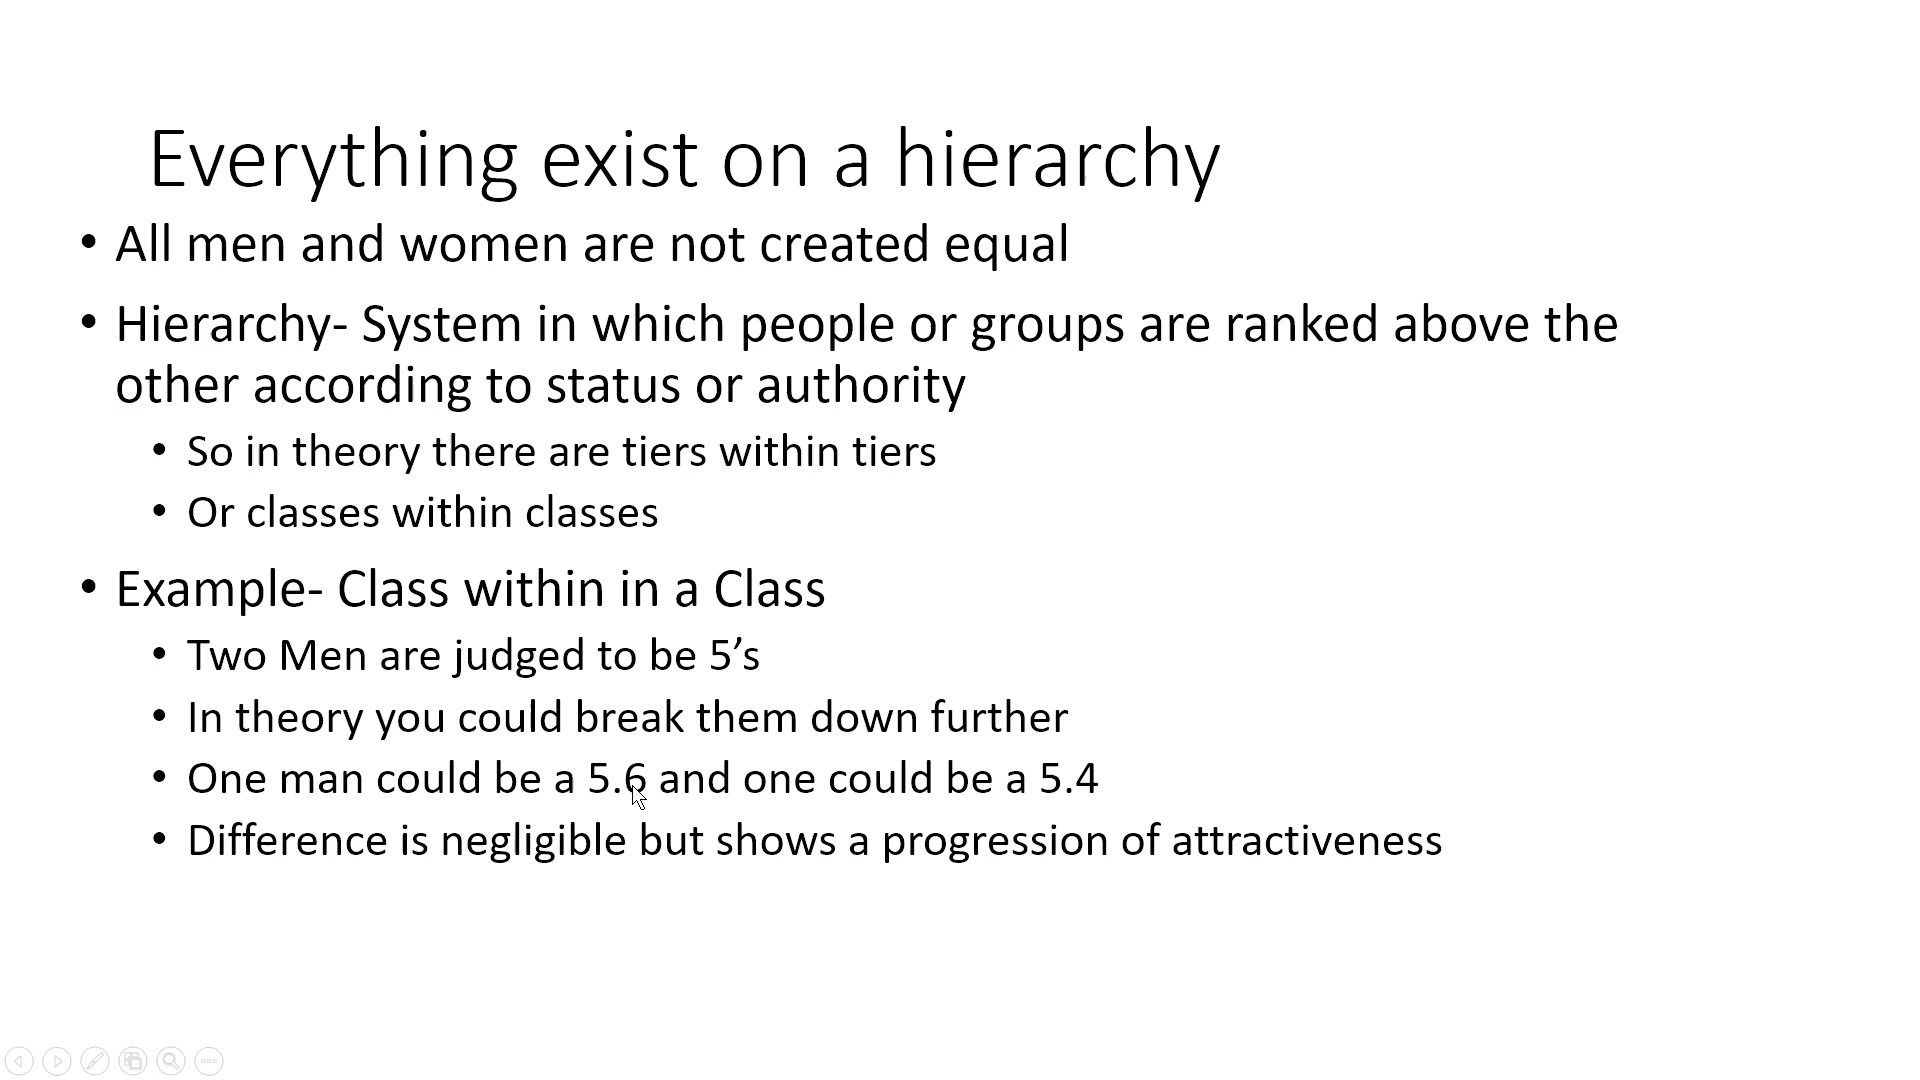 Everything exist on a hierarchy
• All men and women are not created equal
• Hierarchy- System in which people or groups are ranked above the
other according to status or authority
• So in theory there are tiers within tiers
• Or classes within classes
• Example- Class within in a Class
• Two Men are judged to be 5’s
• In theory you could break them down further
• One man could be a 5.6 and one could be a 5.4
• Difference is negligible but shows a progression of attractiveness